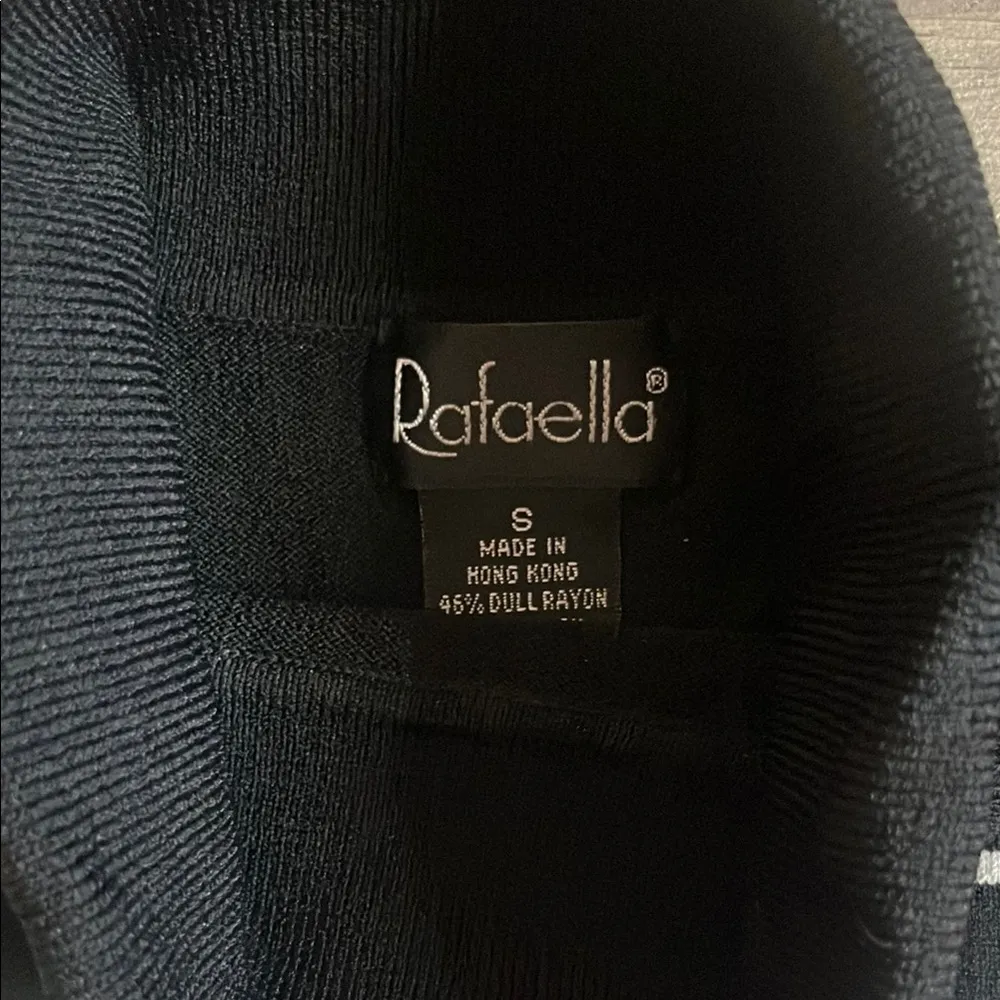 Rafaella®
S
MADE IN
HONG KONG
46% DULL RAYON